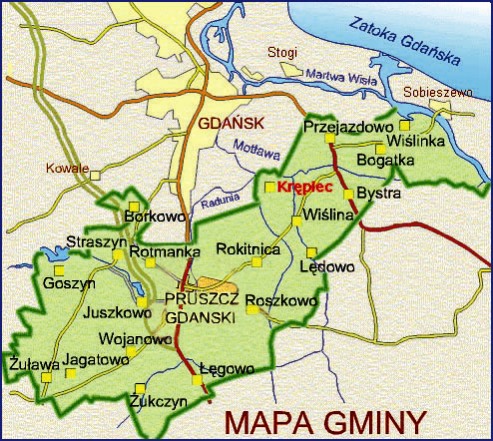 Zatoka Gdańska
Stogi
Martwa Wisła
Sobieszewo
GDAŃSK
Przejazdowo
Wiślinka
Motława
Bogatka
Kowale
Krępiec
Bystra
Radunia
Borkowo
Wiślina
Straszyn
Rotmanka
Rokitnica
Lędowo
Goszyn
PRUSZCZ
GDAŃSKI
Juszkowo
Roszkowo
Wojanowo
Żuława
Jagatowo
Łęgowo
Żukczyn
MAPA GMINY